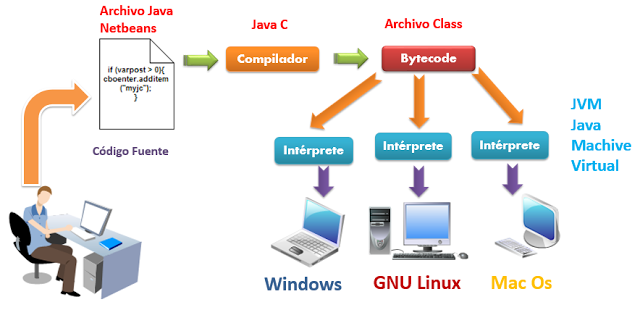 Archivo Java
Netbeans
if (varpost > 0){
cboenter.additem
("myjc");
}
Código Fuente
Java C
Compilador
Archivo Class
Bytecode
Intérprete
Intérprete
Intérprete
JVM
Java
Machive
Virtual
Windows
GNU Linux
Mac Os